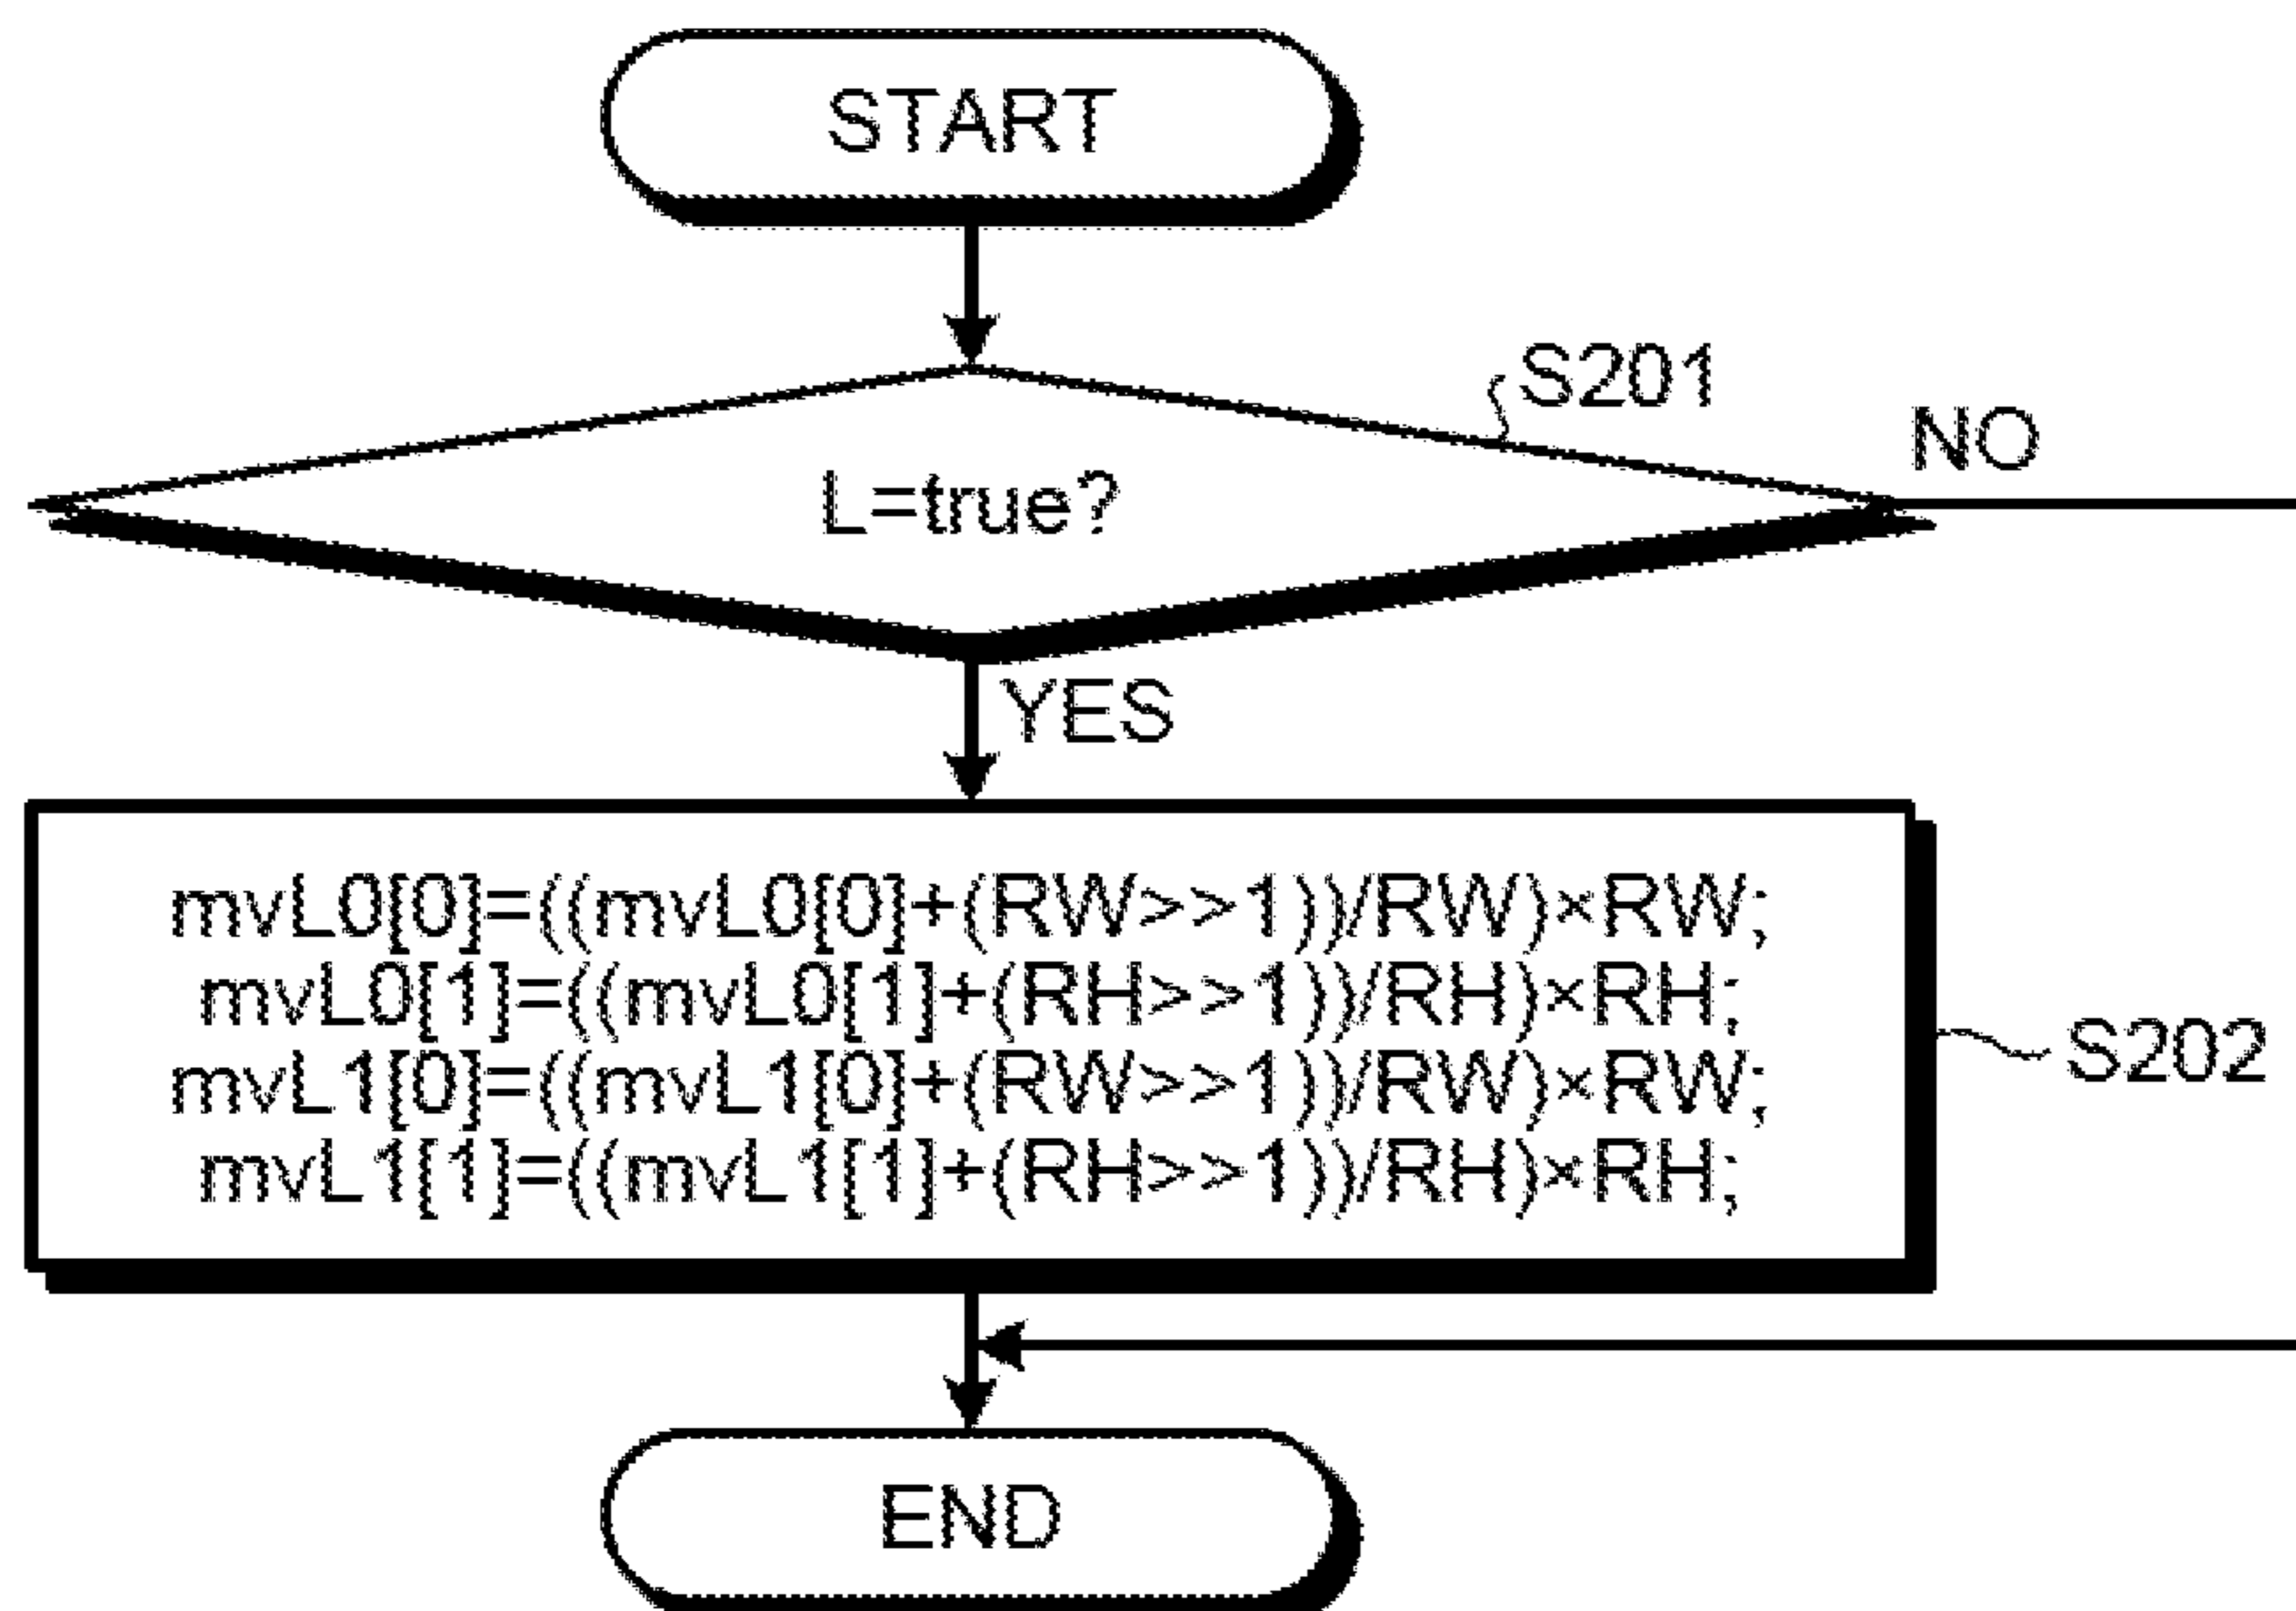 START
S201
NO
L=true?
YES
mvL0[0]=((mvL0[0]+(RW>>1))/RW)×RW;
mvL0[1]=((mvL0[1]+(RH>>1))/RH)×RH;
mvL1[0]=((mvL1[0]+(RW>>1))/RW)×RW;
mvL1[1]=((mvL1[1]+(RH>>1))/RH)×RH;
S202
END